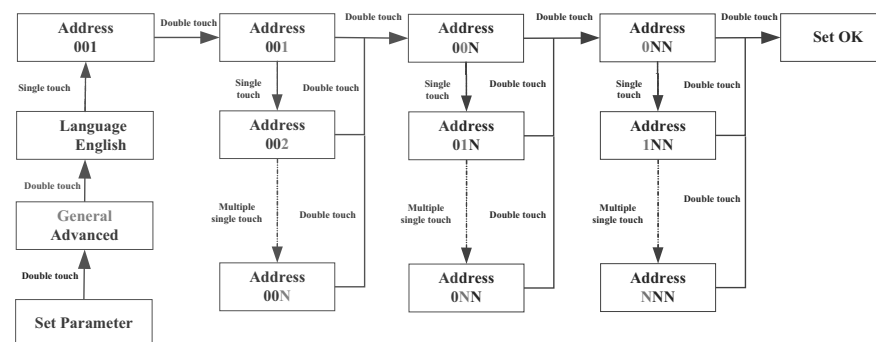 Address
001
Double touch
Address
001
Double touch
Address
00N
Double touch
Address
0NN
Double touch
Set OK
Single touch
Single
touch
Double touch
Single
touch
Double touch
Single
touch
Double touch
Language
English
Address
002
Address
01N
Address
1NN
Double touch
Multiple
single touch
Double touch
Multiple
single touch
Double touch
Multiple
single touch
Double touch
General
Advanced
Double touch
Address
00N
Address
0NN
Address
NNN
Set Parameter